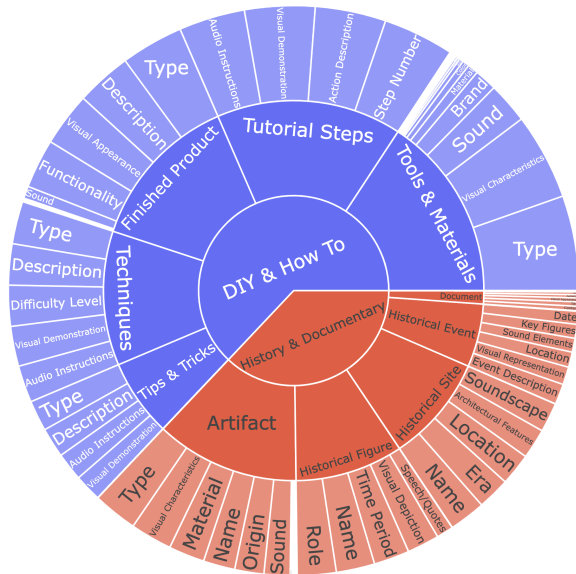 DIY & How To
History & Documentary
Tutorial Steps
Tools & Materials
Finished Product
Techniques
Tips & Tricks
Artifact
Historical Figure
Historical Site
Historical Event
Document
Step Number
Action Description
Visual Demonstration
Audio Instructions
Type
Description
Visual Appearance
Functionality
Sound
Type
Description
Difficulty Level
Visual Demonstration
Audio Instructions
Type
Description
Audio Instructions
Visual Demonstration
Type
Visual Characteristics
Material
Name
Origin
Sound
Role
Name
Time Period
Visual Depiction
Speech/Quotes
Name
Era
Location
Architectural Features
Soundscape
Event Description
Visual Representation
Location
Sound Elements
Key Figures
Date
Type
Visual Characteristics
Sound
Brand
Material